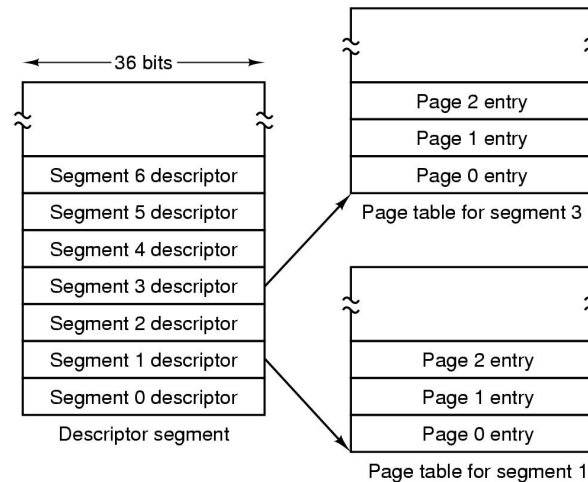 36 bits
Segment 6 descriptor
Segment 5 descriptor
Segment 4 descriptor
Segment 3 descriptor
Segment 2 descriptor
Segment 1 descriptor
Segment 0 descriptor
Descriptor segment
Page 2 entry
Page 1 entry
Page 0 entry
Page table for segment 3
Page 2 entry
Page 1 entry
Page 0 entry
Page table for segment 1